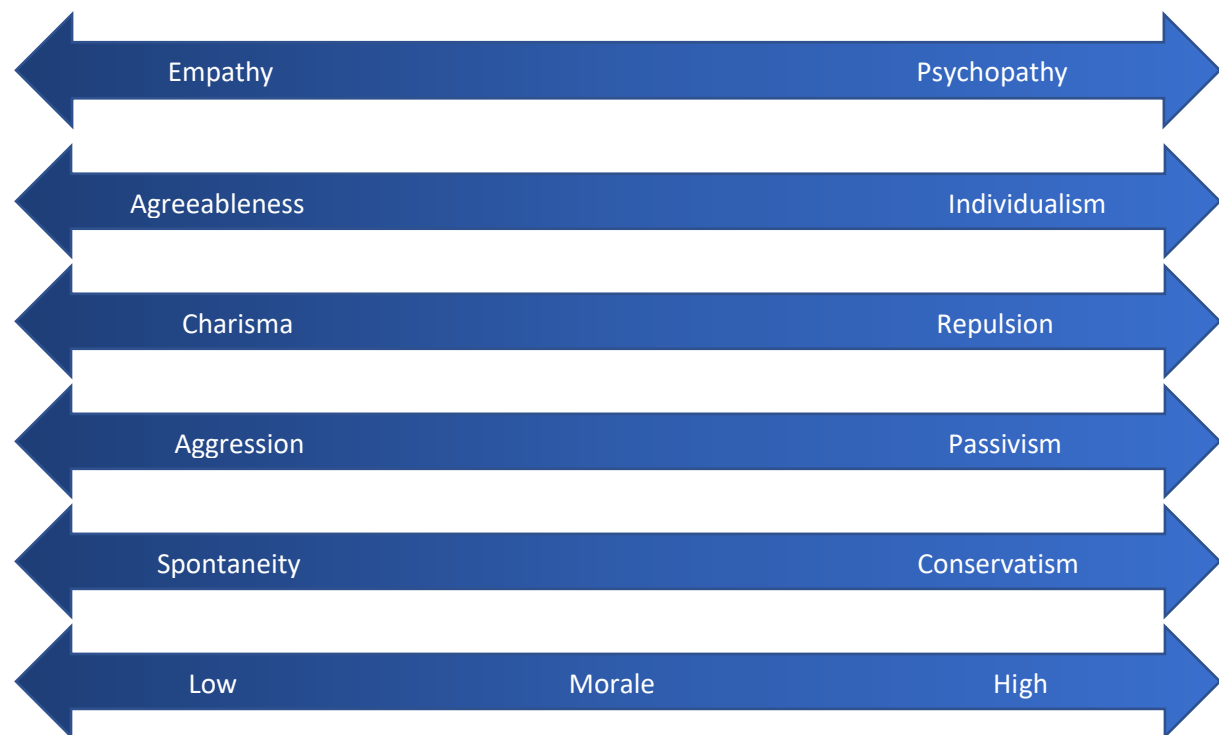 Empathy Psychopathy
Agreeableness Individualism
Charisma Repulsion
Aggression Passivism
Spontaneity Conservatism
Low Morale High